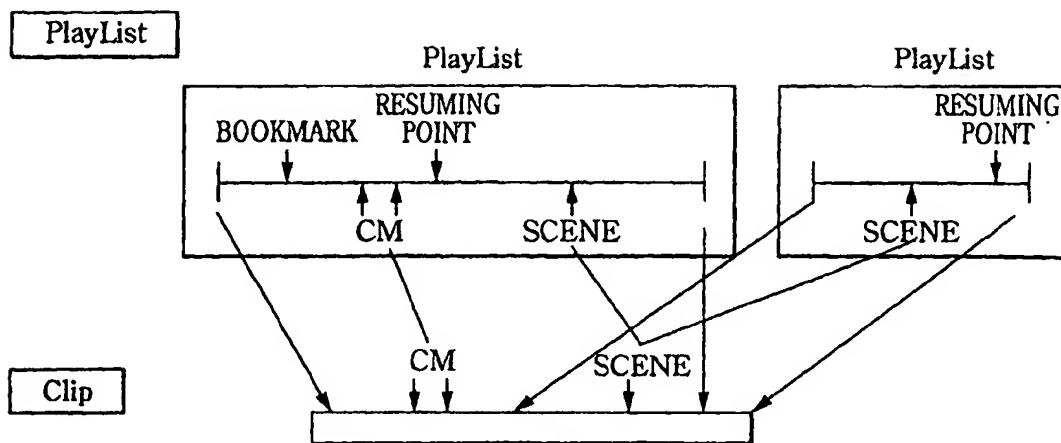 PlayList
PlayList
PlayList
BOOKMARK
RESUMING
POINT
RESUMING
POINT
CM
SCENE
SCENE
CM
SCENE
Clip